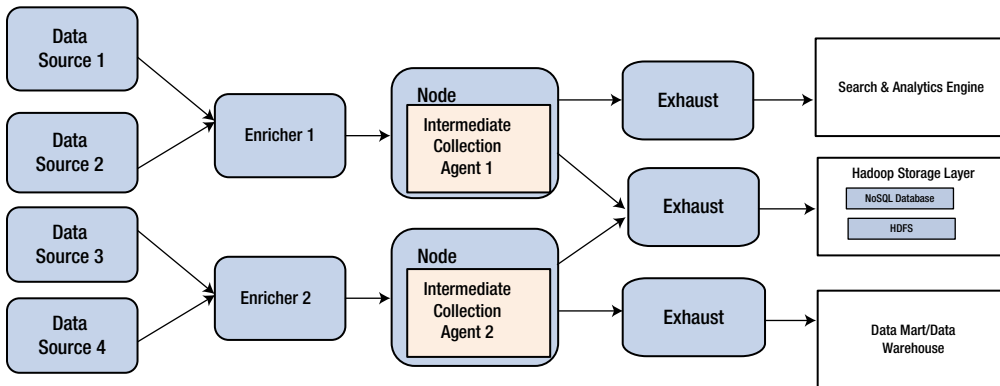 Data
Source 1
Data
Source 2
Data
Source 3
Data
Source 4
Enricher 1
Enricher 2
Node
Intermediate
Collection
Agent 1
Node
Intermediate
Collection
Agent 2
Exhaust
Exhaust
Exhaust
Search & Analytics Engine
Hadoop Storage Layer
NoSQL Database
HDFS
Data Mart/Data
Warehouse